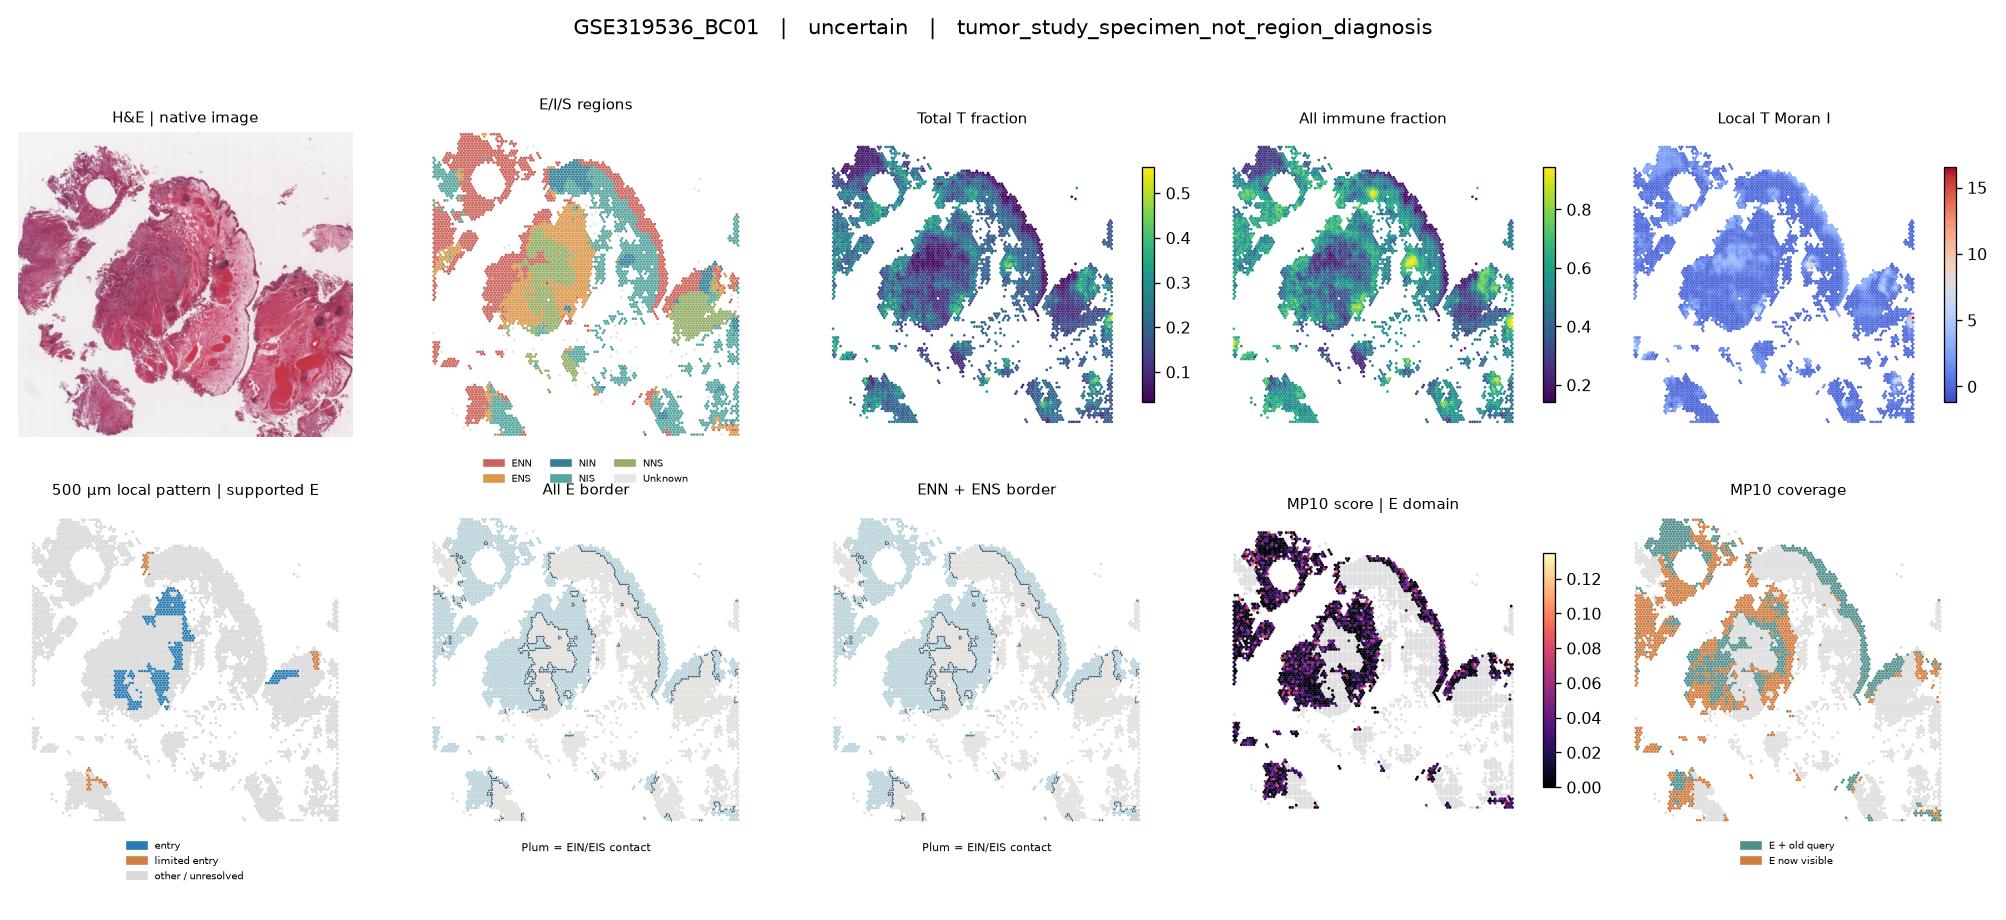 GSE319536_BC01 | uncertain | tumor_study_specimen_not_region_diagnosis
H&E | native image
E/I/S regions
Total T fraction
All immune fraction
Local T Moran I
0.5
0.4
0.3
0.2
0.1
0.8
0.6
0.4
0.2
15
10
5
0
ENN
NIN
NNS
ENS
NIS
Unknown
500 µm local pattern | supported E
All E border
ENN + ENS border
MP10 score | E domain
MP10 coverage
0.12
0.10
0.08
0.06
0.04
0.02
0.00
entry
limited entry
other / unresolved
Plum = EIN/EIS contact
Plum = EIN/EIS contact
E + old query
E now visible